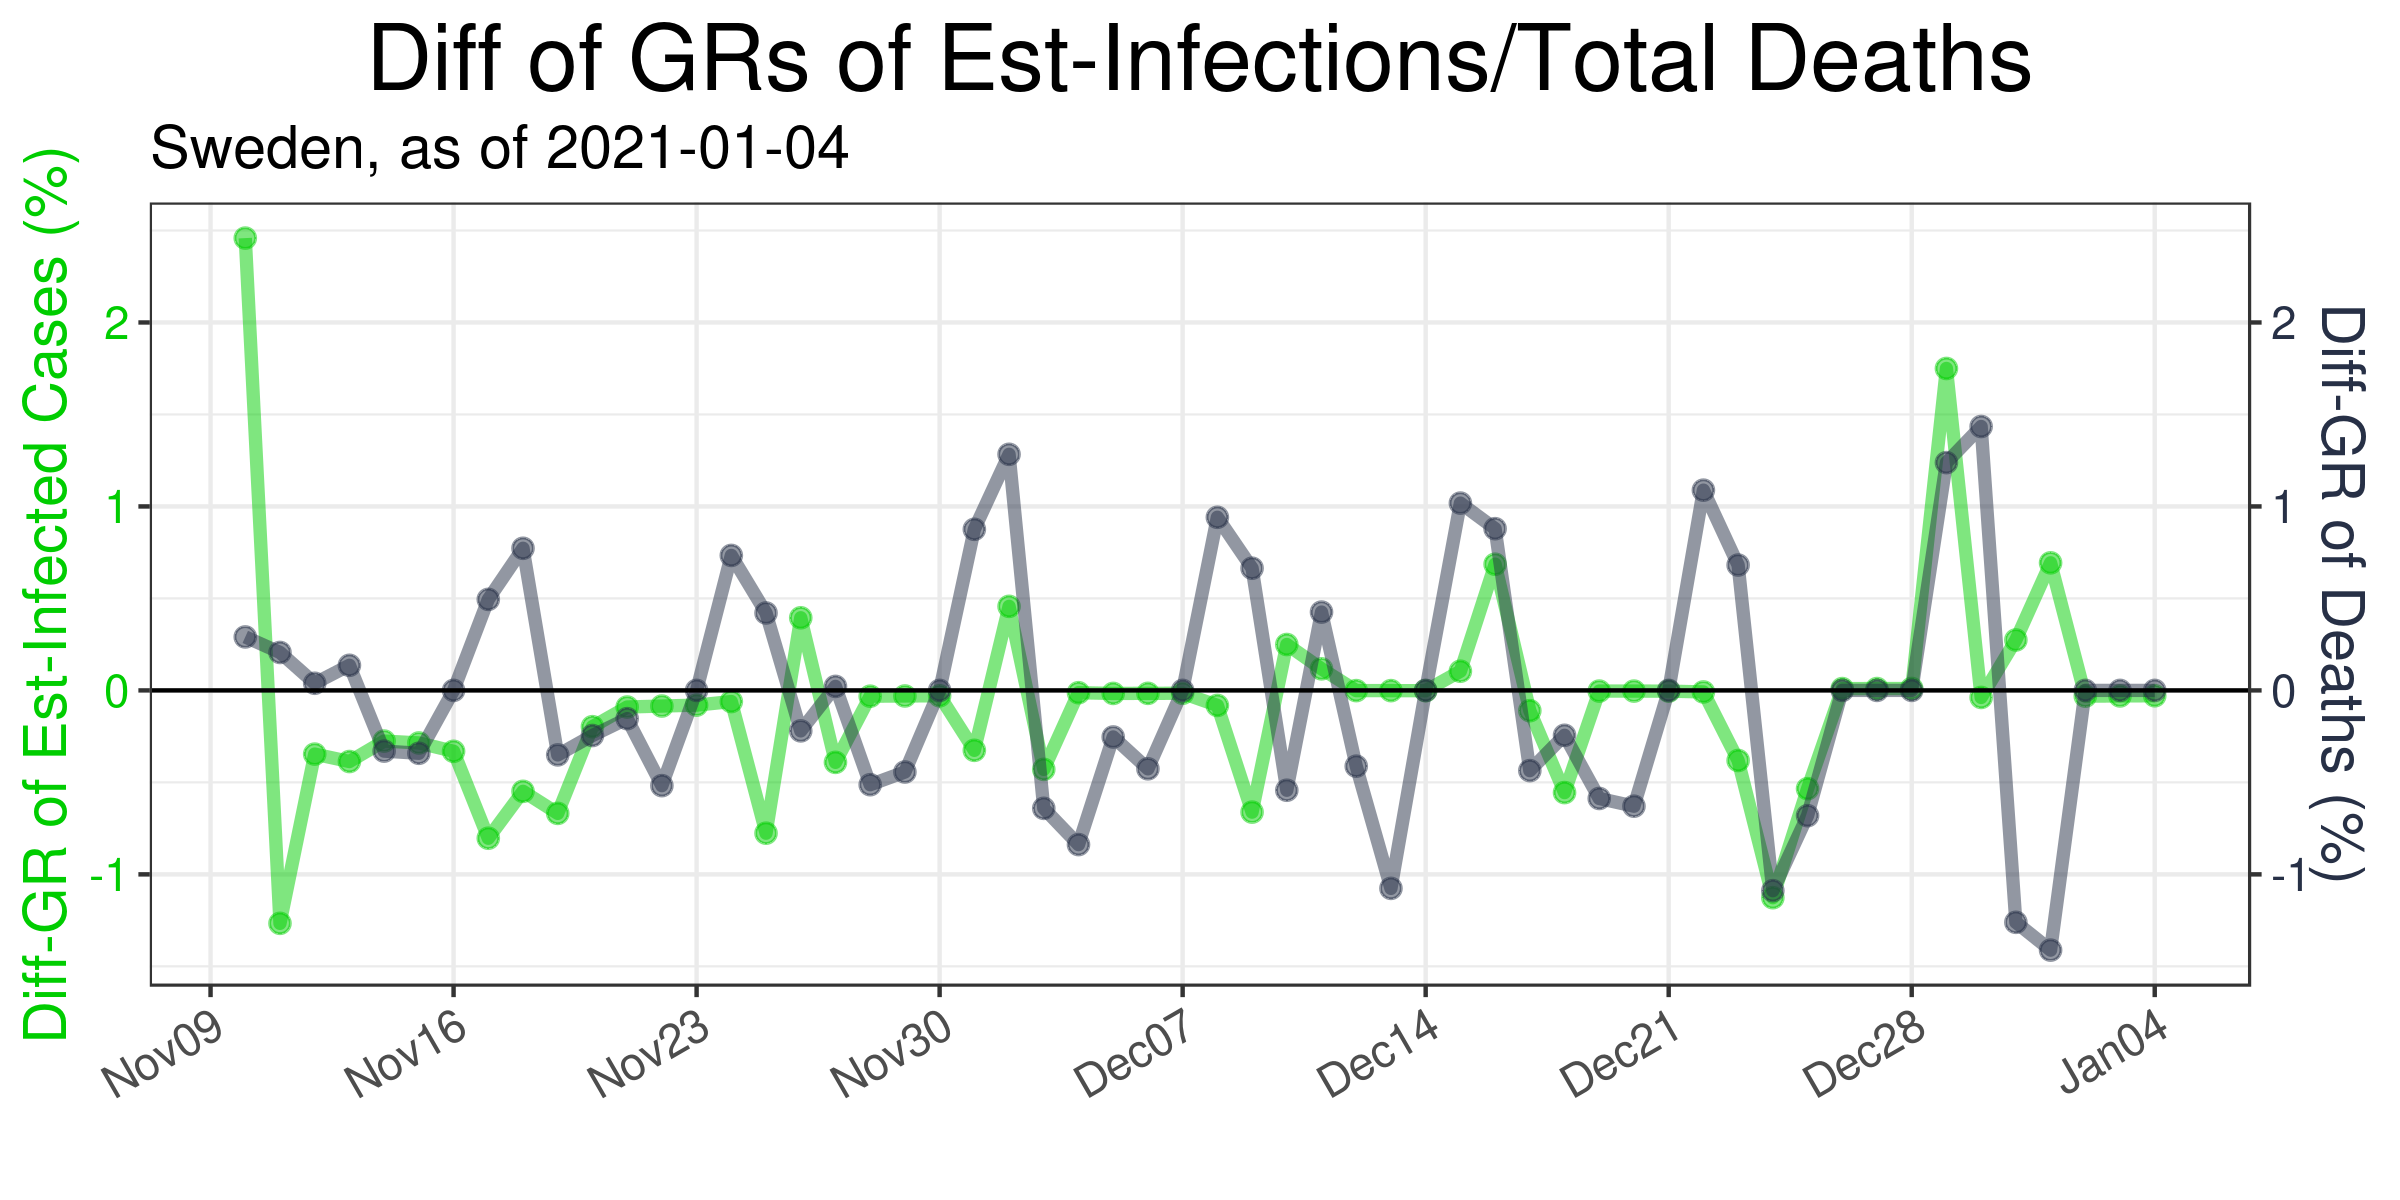 Diff of GRs of Est-Infections/Total Deaths
Sweden, as of 2021-01-04
Diff-GR of Est-Infected Cases (%)
2
1
0
-1
2
1
0
-1
Diff-GR of Deaths (%)
Nov09
Nov16
Nov23
Nov30
Dec07
Dec14
Dec21
Dec28
Jan04